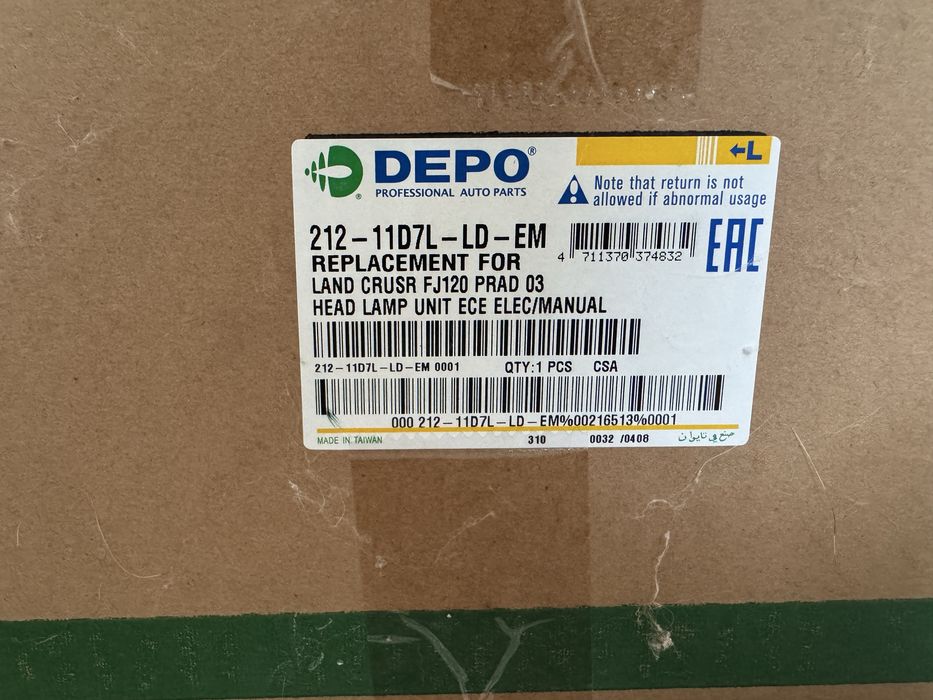 DEPO®
PROFESSIONAL AUTO PARTS
←L
Note that return is not
allowed if abnormal usage
212-11D7L-LD-EM
4 711370 374832
EAC
REPLACEMENT FOR
LAND CRUSR FJ120 PRAD 03
HEAD LAMP UNIT ECE ELEC/MANUAL
212-11D7L-LD-EM 0001 QTY:1 PCS CSA
000 212-11D7L-LD-EM%00216513%0001
MADE IN TAIWAN 310 0032 /0408 صنع في تايوان